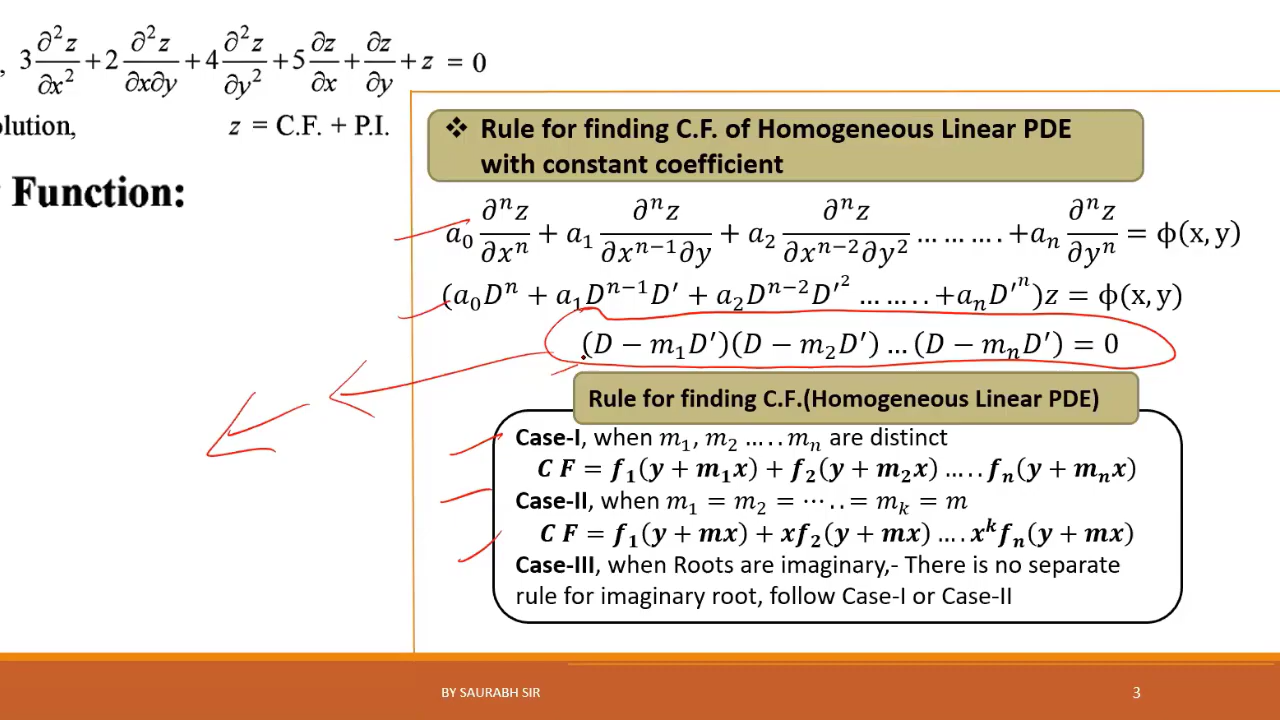 , 3 ∂²z/∂x² + 2 ∂²z/∂x∂y + 4 ∂²z/∂y² + 5 ∂z/∂x + ∂z/∂y + z = 0
olution, z = C.F. + P.I.
Function:
❖ Rule for finding C.F. of Homogeneous Linear PDE
with constant coefficient
a₀ ∂ⁿz/∂xⁿ + a₁ ∂ⁿz/∂xⁿ⁻¹∂y + a₂ ∂ⁿz/∂xⁿ⁻²∂y² … … … . +aₙ ∂ⁿz/∂yⁿ = ϕ(x, y)
(a₀Dⁿ + a₁Dⁿ⁻¹D′ + a₂Dⁿ⁻²D′² … … . . +aₙD′ⁿ)z = ϕ(x, y)
(D − m₁D′)(D − m₂D′) … (D − mₙD′) = 0
Rule for finding C.F.(Homogeneous Linear PDE)
Case-I, when m₁, m₂ … . . mₙ are distinct
C F = f₁(y + m₁x) + f₂(y + m₂x) … . . fₙ(y + mₙx)
Case-II, when m₁ = m₂ = ⋯ . . = mₖ = m
C F = f₁(y + mx) + xf₂(y + mx) … . xᵏfₙ(y + mx)
Case-III, when Roots are imaginary,- There is no separate
rule for imaginary root, follow Case-I or Case-II
BY SAURABH SIR
3